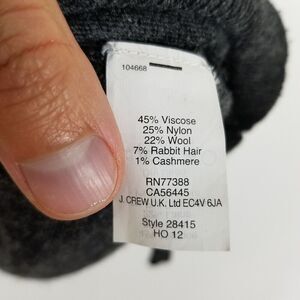 104668
45% Viscose
25% Nylon
22% Wool
7% Rabbit Hair
1% Cashmere
RN77388
CA56445
J. CREW U.K. Ltd EC4V 6JA
Style 28415
HO 12